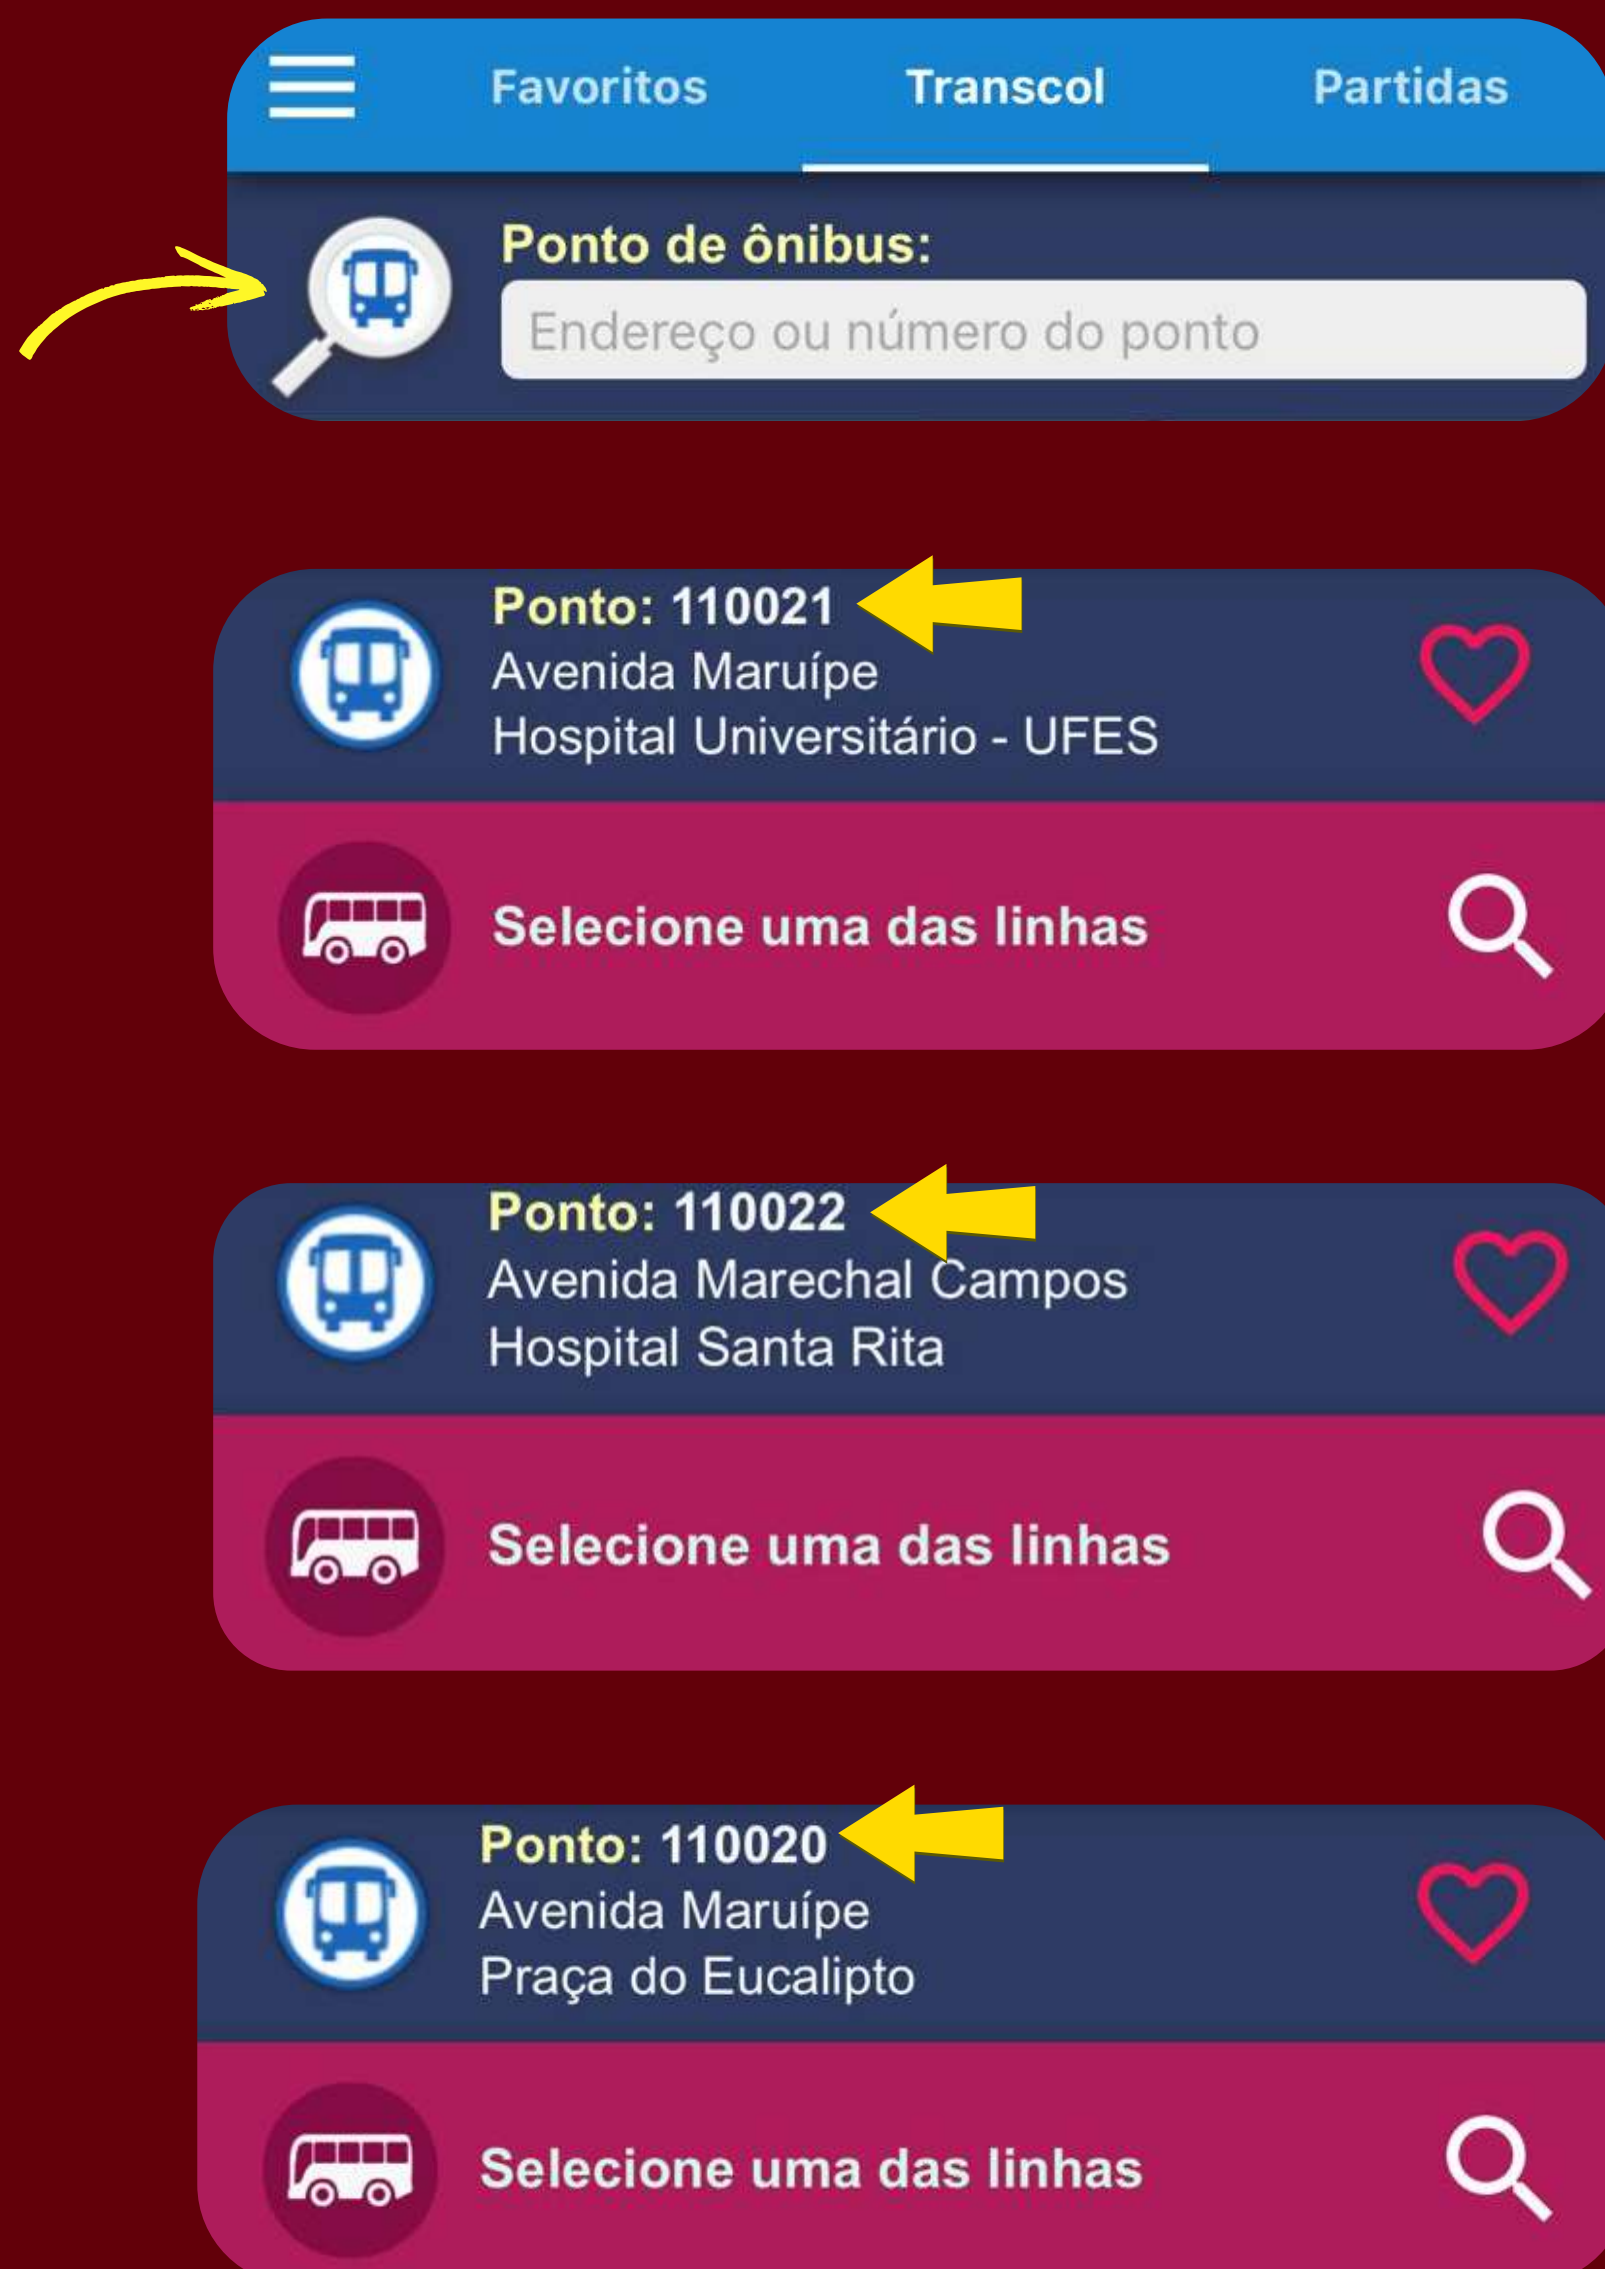 Favoritos Transcol Partidas
Ponto de ônibus:
Endereço ou número do ponto
Ponto: 110021
Avenida Maruípe
Hospital Universitário - UFES
Selecione uma das linhas
Ponto: 110022
Avenida Marechal Campos
Hospital Santa Rita
Selecione uma das linhas
Ponto: 110020
Avenida Maruípe
Praça do Eucalipto
Selecione uma das linhas